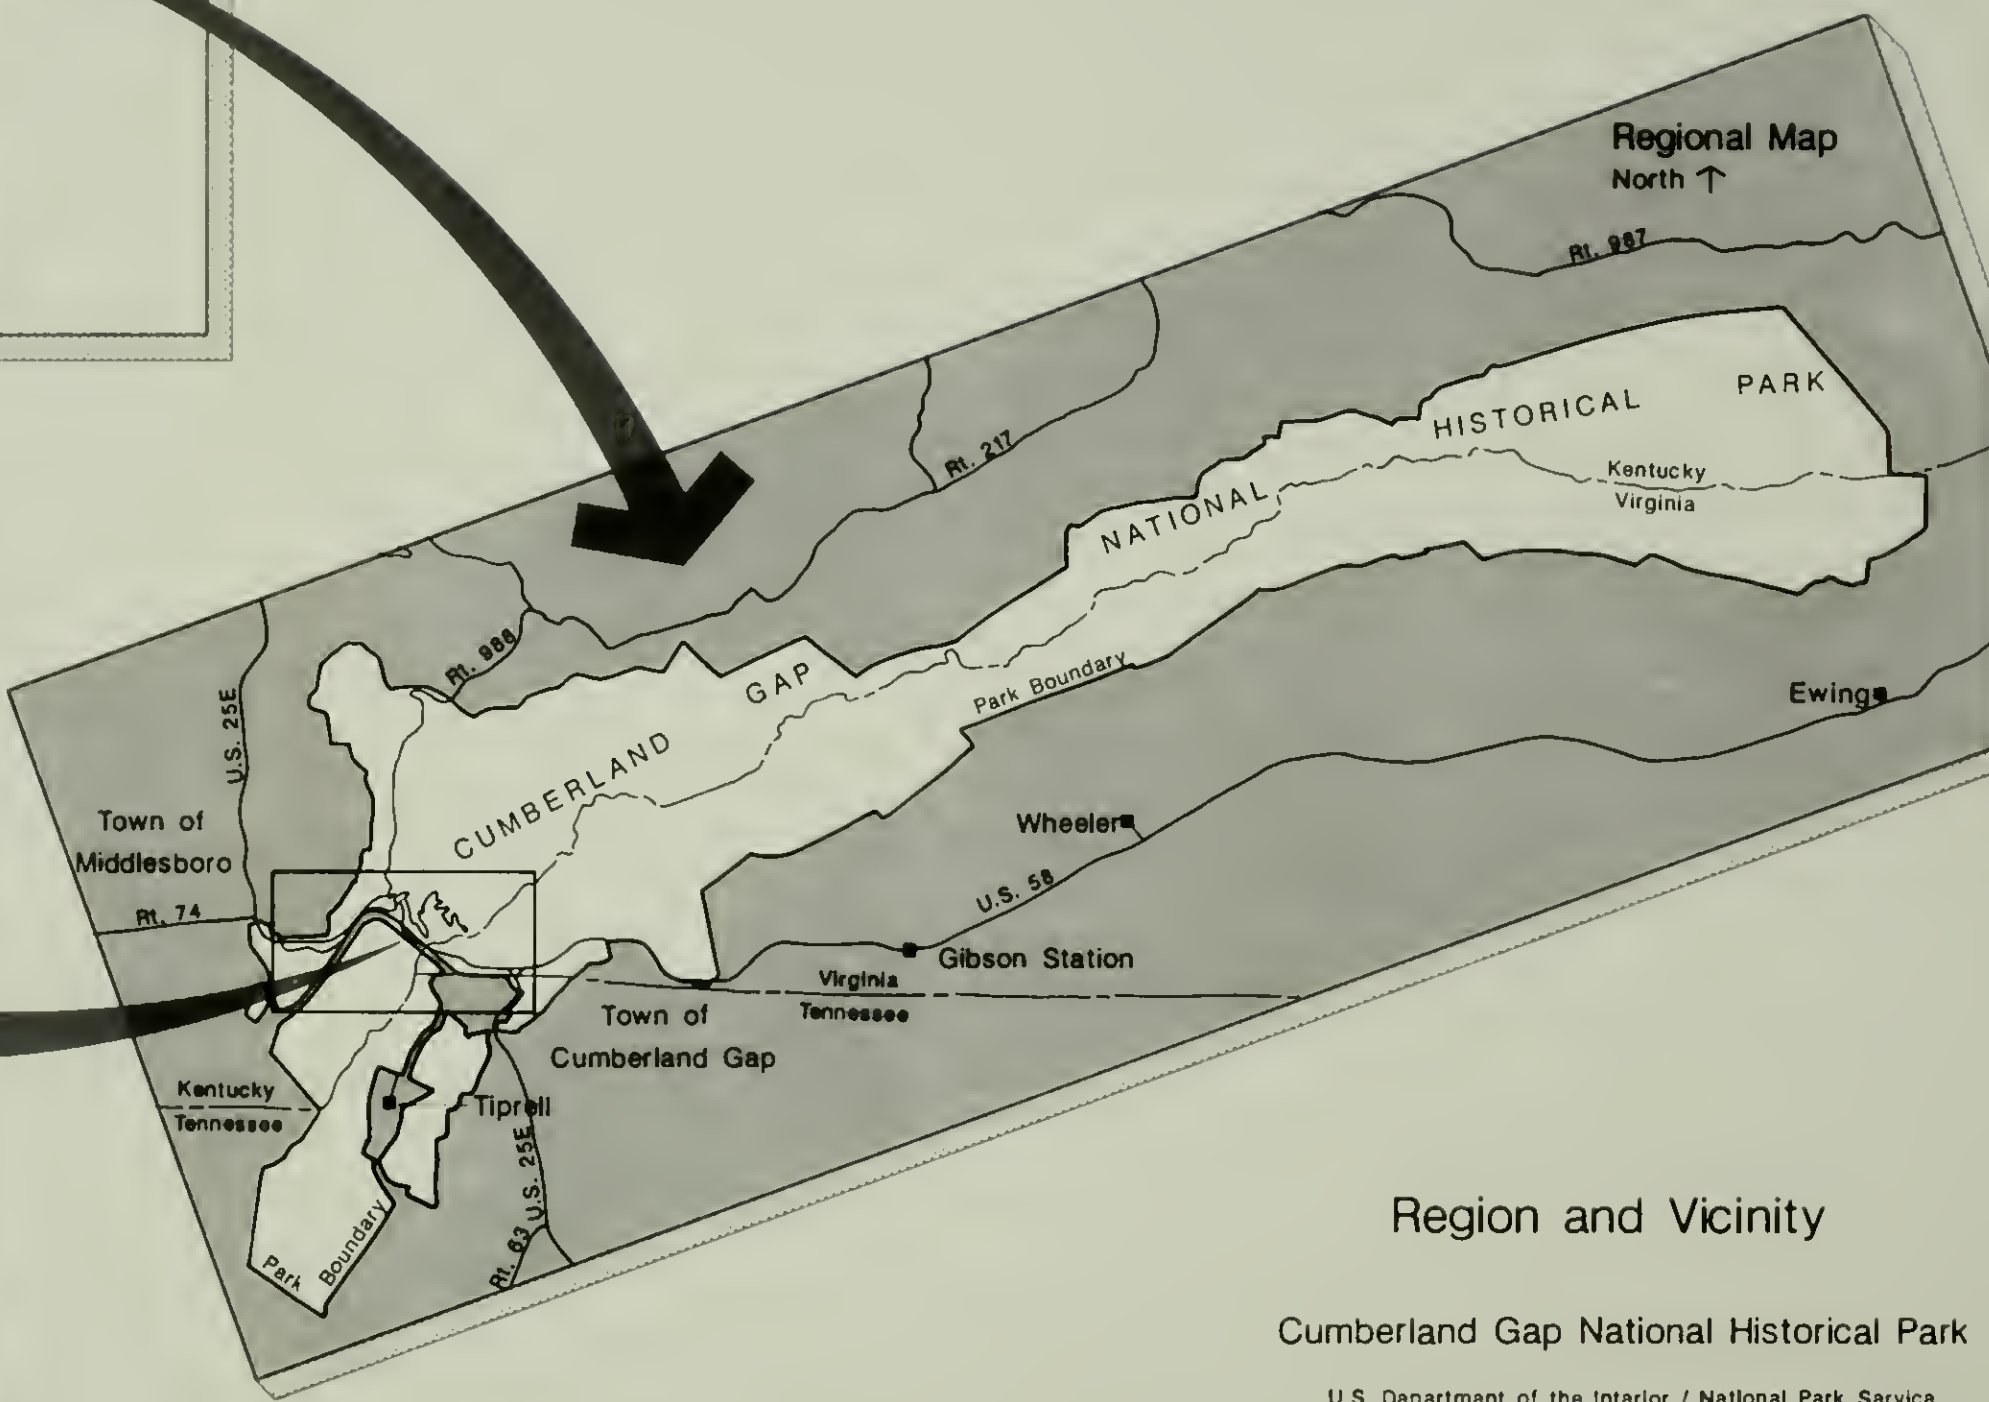 Regional Map
North
Rt. 987
HISTORICAL PARK
Rt. 217
Kentucky
Virginia
NATIONAL
Rt. 988
GAP
Park Boundary
Ewing
U.S. 25E
CUMBERLAND
Town of
Middlesboro
Wheeler
U.S. 58
Rt. 74
Gibson Station
Virginia
Tennessee
Town of
Cumberland Gap
Kentucky
Tennessee
Tiprell
U.S. 25E
Rt. 63
Park Boundary
Region and Vicinity
Cumberland Gap National Historical Park
U.S. Department of the Interior / National Park Service